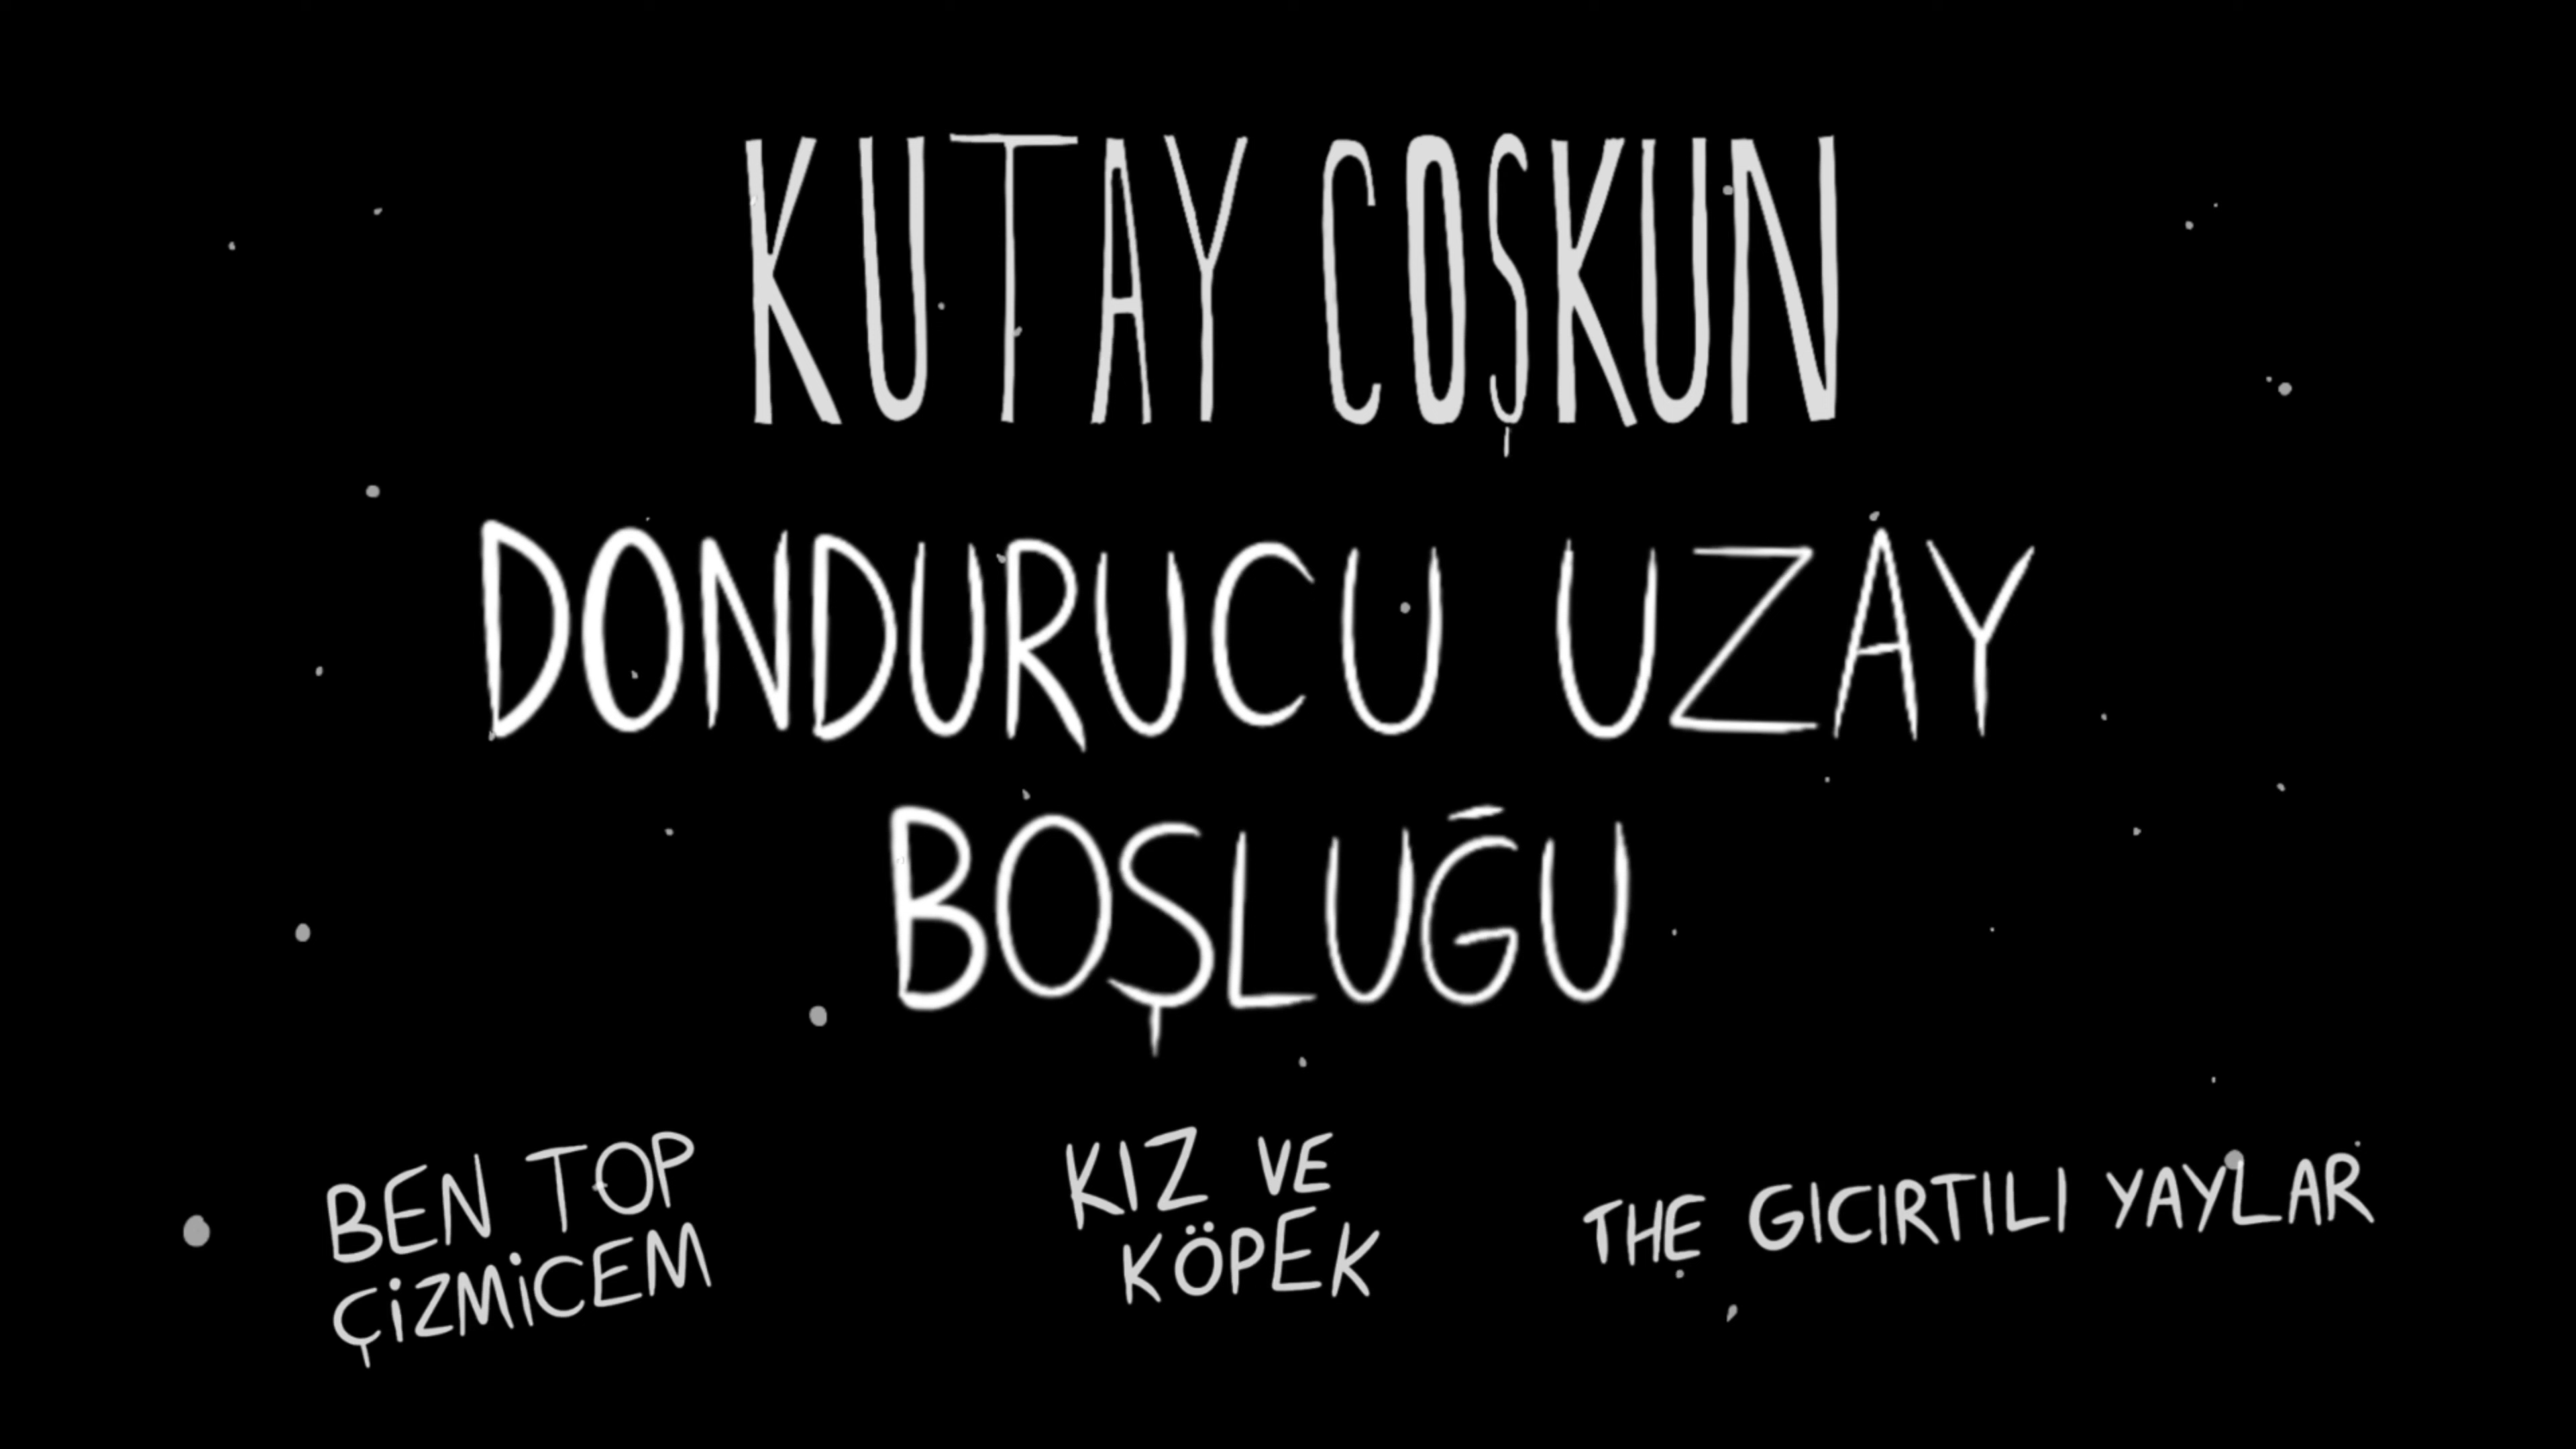 KUTAY COŞKUN
DONDURUCU UZAY
BOŞLUĞU
BEN TOP
ÇİZMİCEM
KIZ VE
KÖPEK
THE GICIRTILI YAYLAR